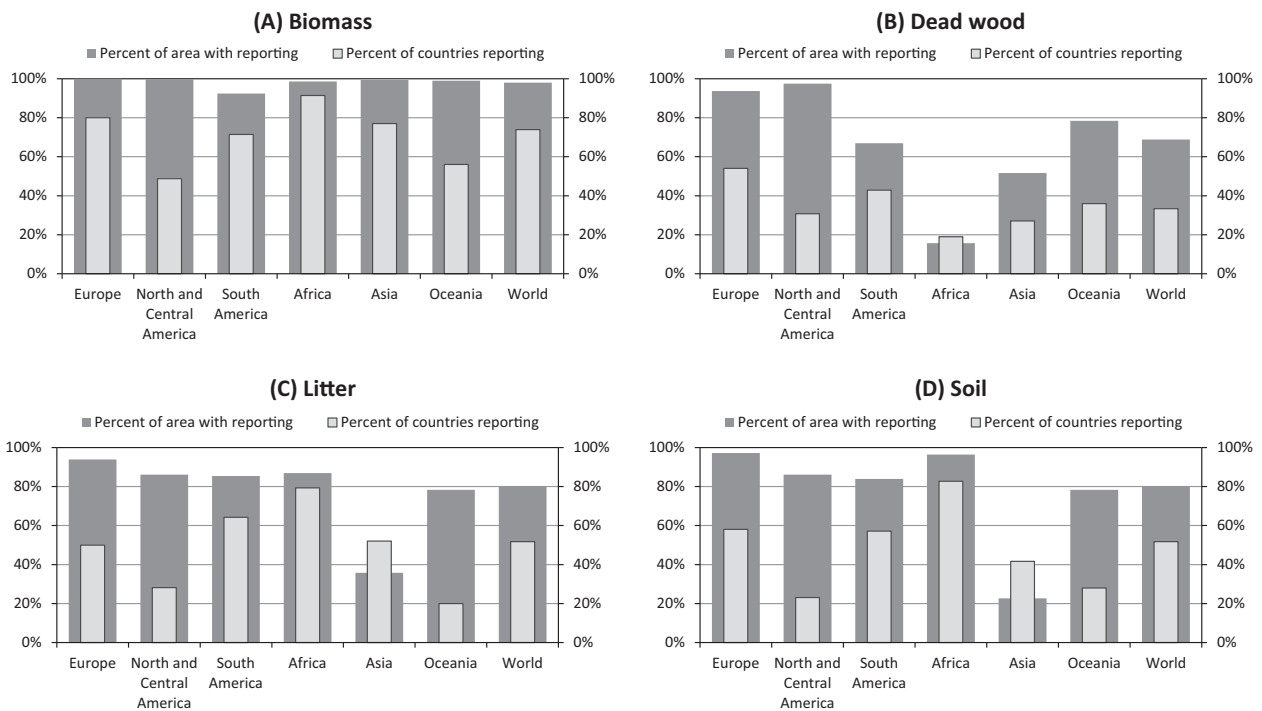 (A) Biomass
Percent of area with reporting Percent of countries reporting
100% 100%
80% 80%
60% 60%
40% 40%
20% 20%
0% 0%
Europe North and South Africa Asia Oceania World
Central America
America
(B) Dead wood
Percent of area with reporting Percent of countries reporting
100% 100%
80% 80%
60% 60%
40% 40%
20% 20%
0% 0%
Europe North and South Africa Asia Oceania World
Central America
America
(C) Litter
Percent of area with reporting Percent of countries reporting
100% 100%
80% 80%
60% 60%
40% 40%
20% 20%
0% 0%
Europe North and South Africa Asia Oceania World
Central America
America
(D) Soil
Percent of area with reporting Percent of countries reporting
100% 100%
80% 80%
60% 60%
40% 40%
20% 20%
0% 0%
Europe North and South Africa Asia Oceania World
Central America
America